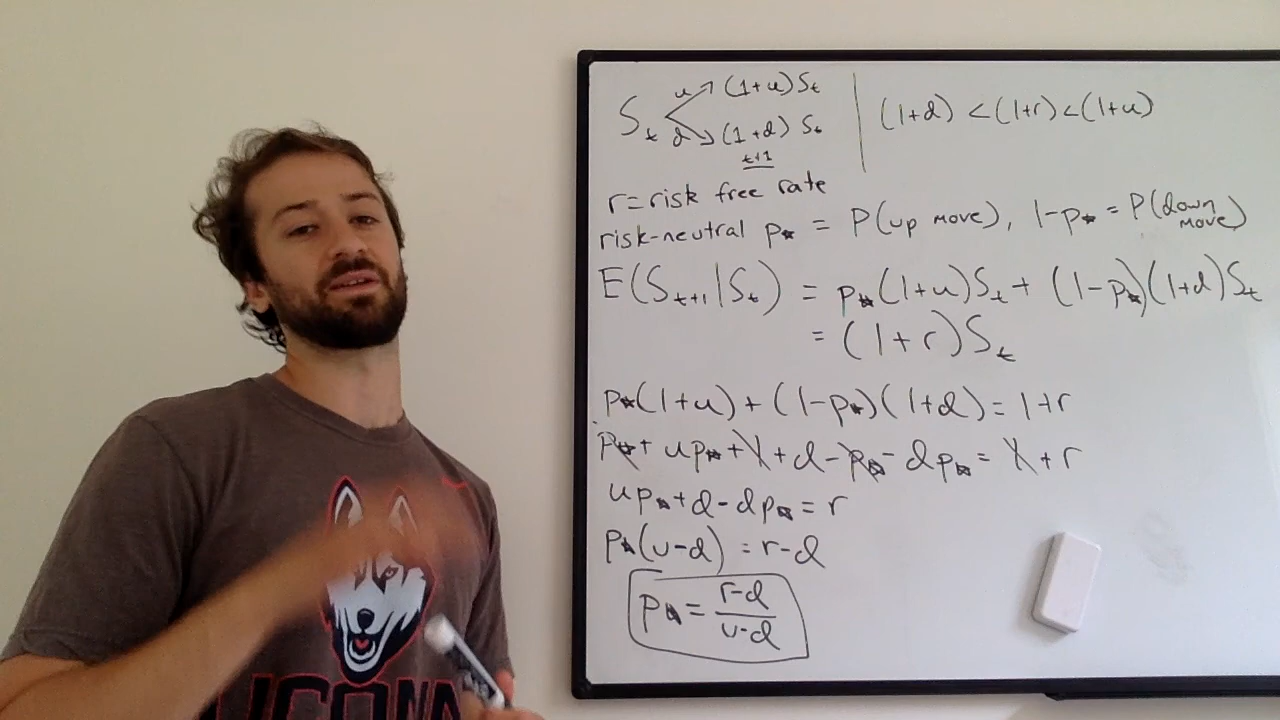 S_t u (1+u)S_t | (1+d) < (1+r) < (1+u)
d (1+d) S_t
t+1
r = risk free rate
risk-neutral p* = P(up move), 1-p* = P(down move)
E(S_{t+1}|S_t) = p*(1+u)S_t + (1-p*)(1+d)S_t
= (1+r)S_t
p*(1+u) + (1-p*)(1+d) = 1+r
p* + up* + 1 + d - p* - dp* = 1 + r
up* + d - dp* = r
p*(u-d) = r-d
p* = \frac{r-d}{u-d}
UCONN